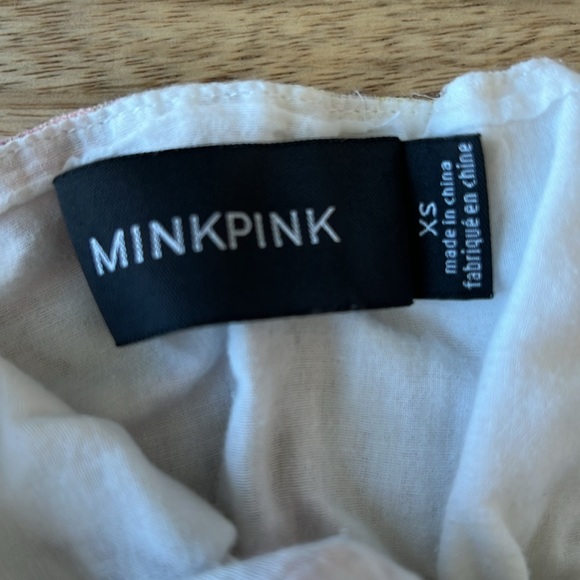 MINKPINK
XS
made in china
fabriqué en chine